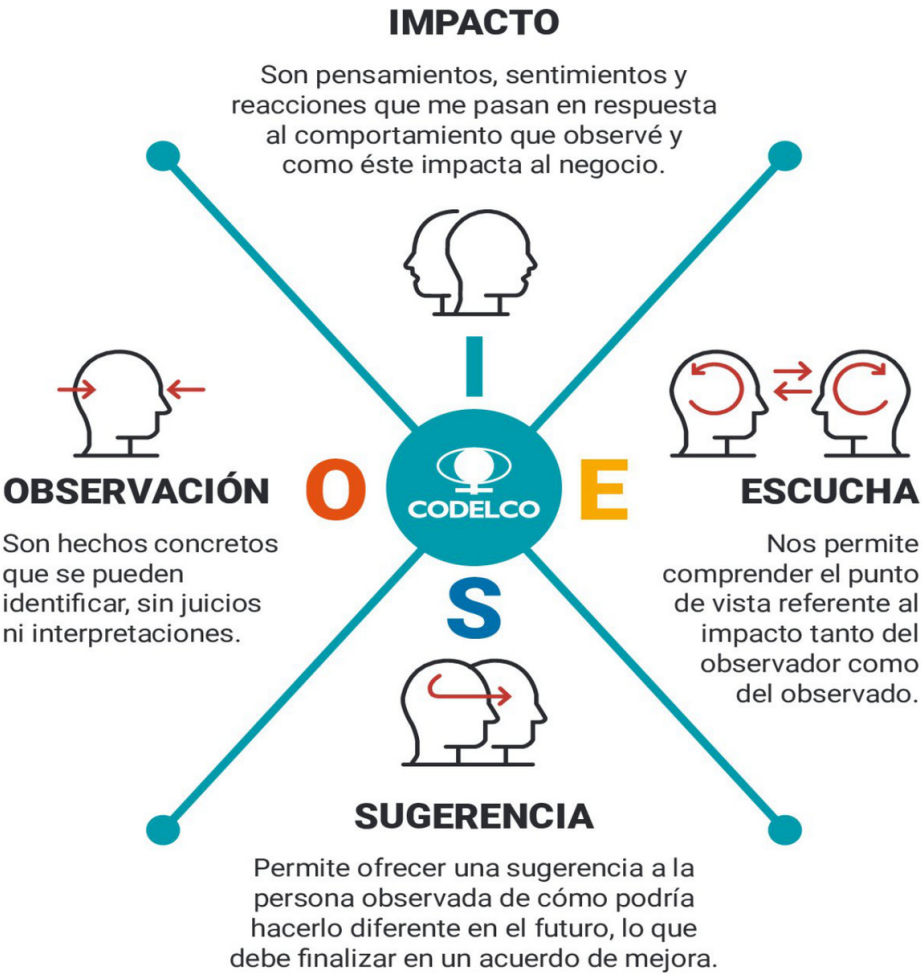 IMPACTO
Son pensamientos, sentimientos y
reacciones que me pasan en respuesta
al comportamiento que observé y
como éste impacta al negocio.
I
OBSERVACIÓN
Son hechos concretos
que se pueden
identificar, sin juicios
ni interpretaciones.
O
CODELCO
E
ESCUCHA
Nos permite
comprender el punto
de vista referente al
impacto tanto del
observador como
del observado.
S
SUGERENCIA
Permite ofrecer una sugerencia a la
persona observada de cómo podría
hacerlo diferente en el futuro, lo que
debe finalizar en un acuerdo de mejora.